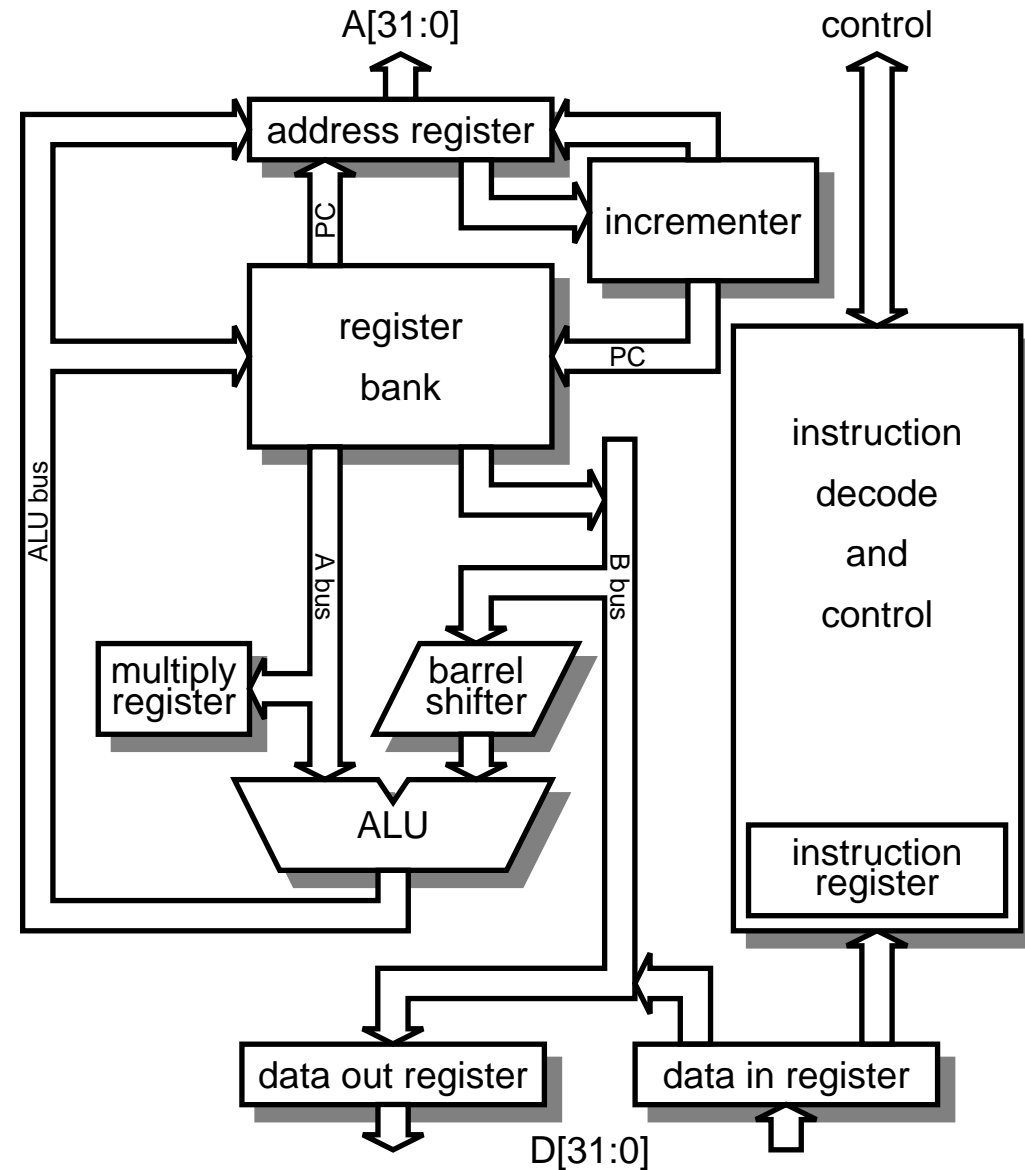 A[31:0]
control
address register
PC
incrementer
register
bank
PC
instruction
decode
and
control
ALU bus
A bus
B bus
multiply
register
barrel
shifter
ALU
instruction
register
data out register
data in register
D[31:0]